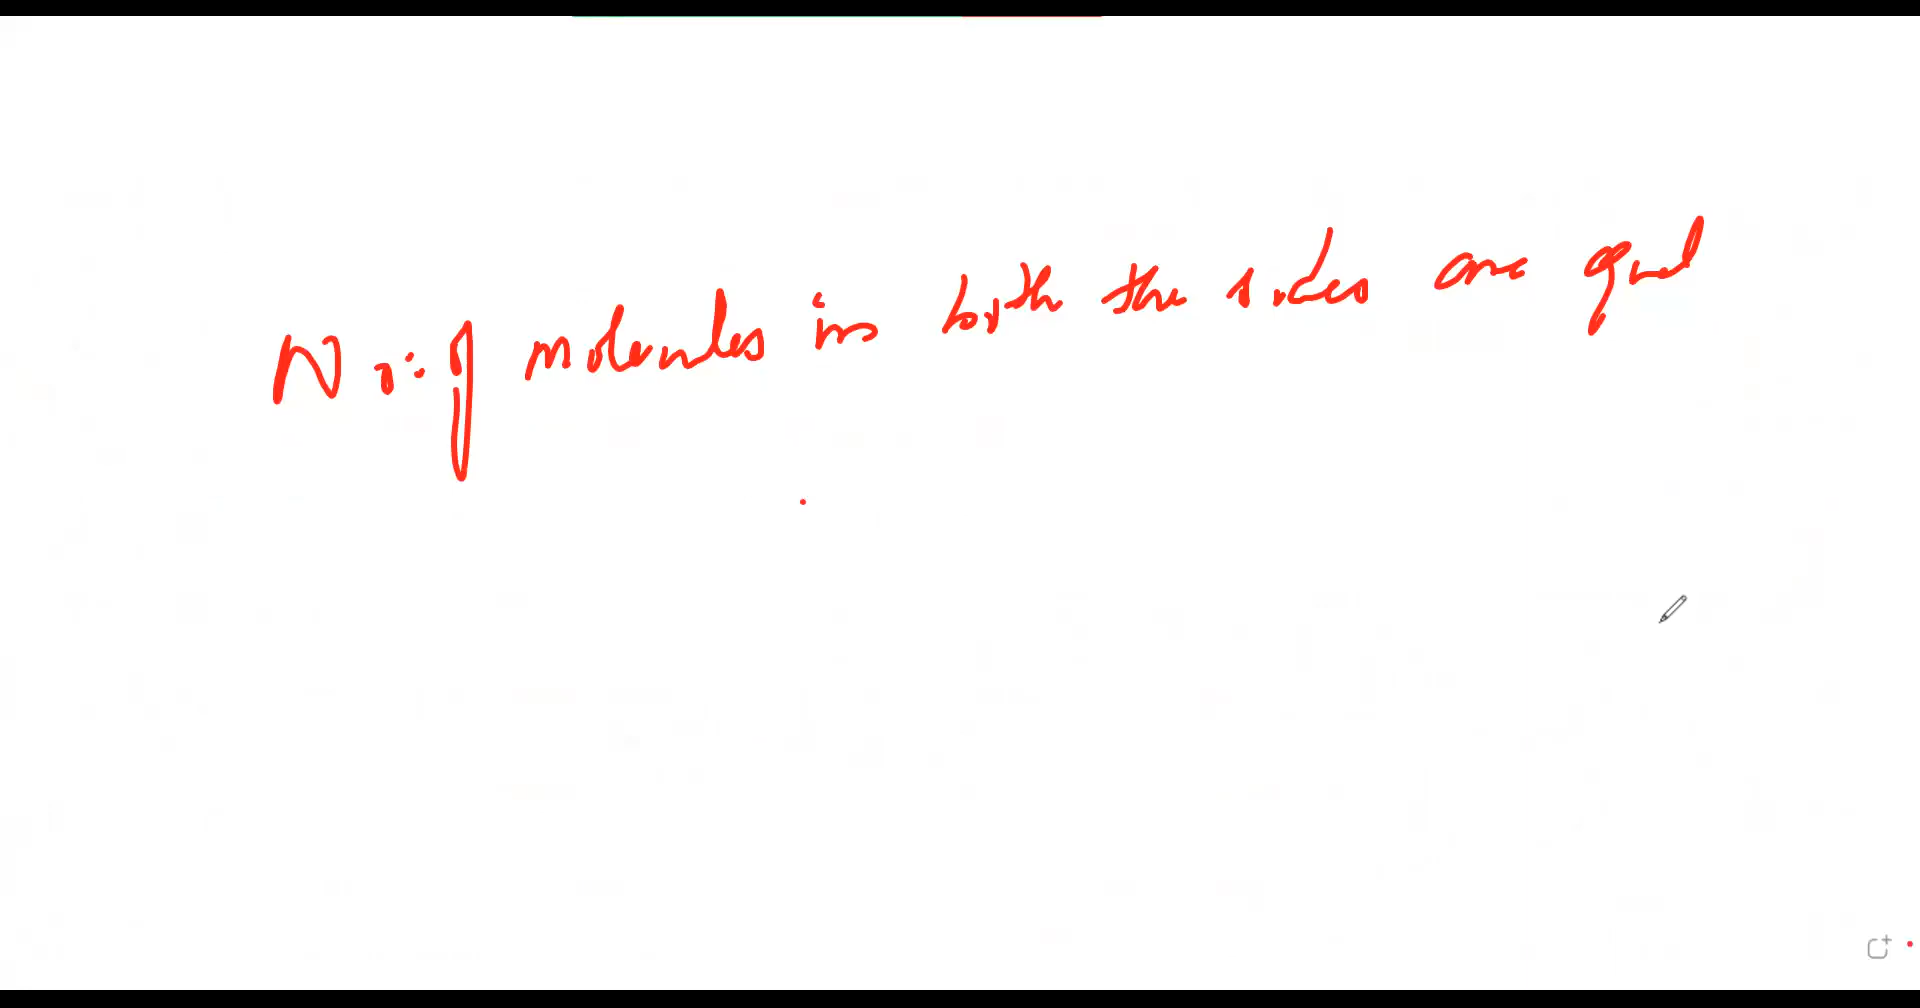 No: of molecules in both the sides are equal